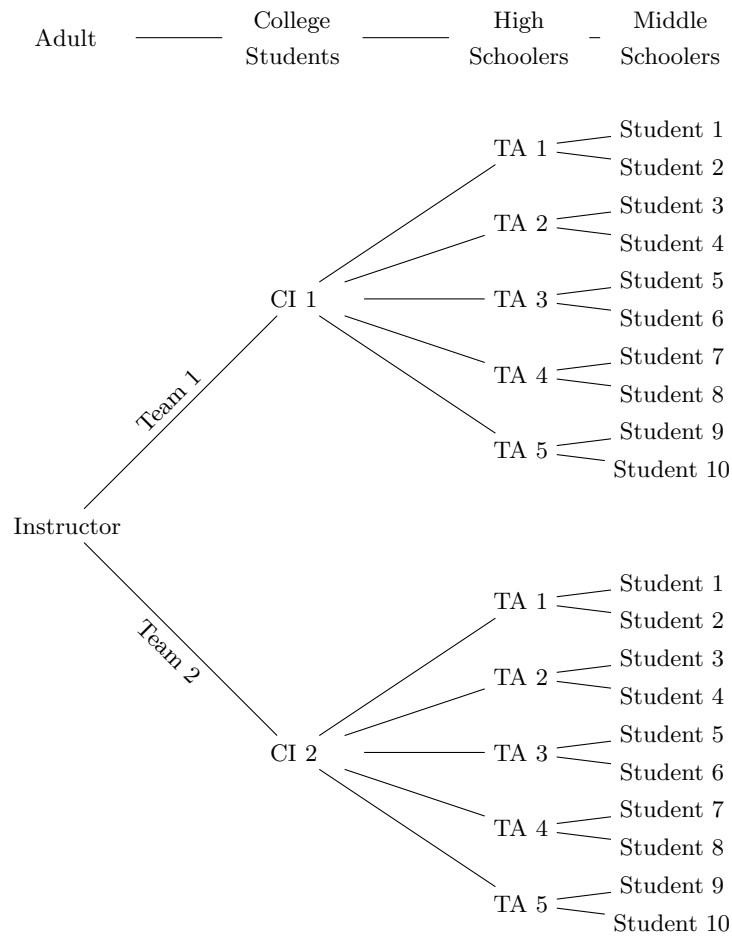 Adult
College
Students
High
Schoolers
Middle
Schoolers
Instructor
Team 1
CI 1
TA 1
Student 1
Student 2
TA 2
Student 3
Student 4
TA 3
Student 5
Student 6
TA 4
Student 7
Student 8
TA 5
Student 9
Student 10
Team 2
CI 2
TA 1
Student 1
Student 2
TA 2
Student 3
Student 4
TA 3
Student 5
Student 6
TA 4
Student 7
Student 8
TA 5
Student 9
Student 10